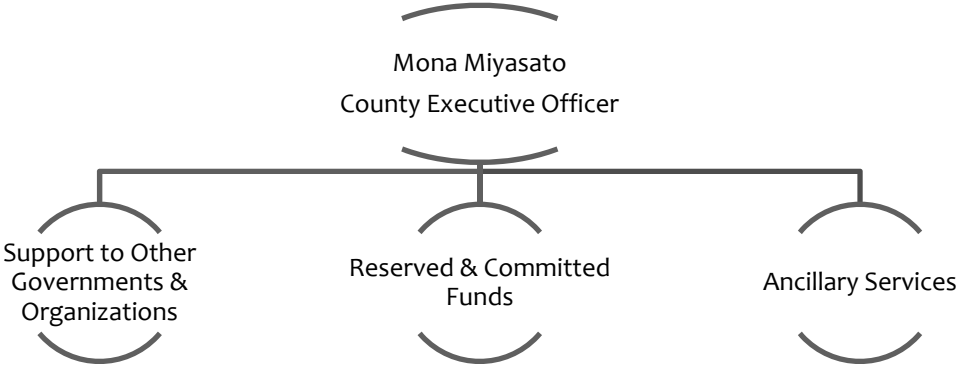 Mona Miyasato
County Executive Officer
Support to Other
Governments &
Organizations
Reserved & Committed
Funds
Ancillary Services